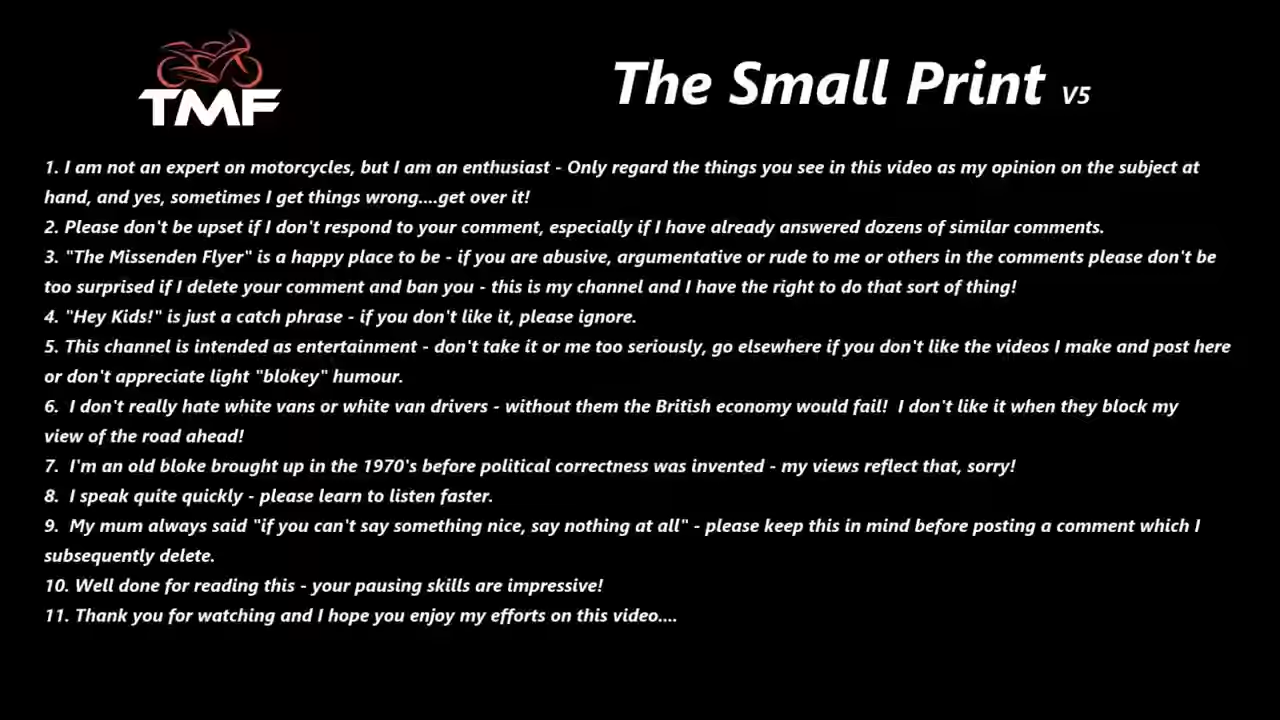 TMF
The Small Print V5
1. I am not an expert on motorcycles, but I am an enthusiast - Only regard the things you see in this video as my opinion on the subject at
hand, and yes, sometimes I get things wrong....get over it!
2. Please don't be upset if I don't respond to your comment, especially if I have already answered dozens of similar comments.
3. "The Missenden Flyer" is a happy place to be - if you are abusive, argumentative or rude to me or others in the comments please don't be
too surprised if I delete your comment and ban you - this is my channel and I have the right to do that sort of thing!
4. "Hey Kids!" is just a catch phrase - if you don't like it, please ignore.
5. This channel is intended as entertainment - don't take it or me too seriously, go elsewhere if you don't like the videos I make and post here
or don't appreciate light "blokey" humour.
6.  I don't really hate white vans or white van drivers - without them the British economy would fail!  I don't like it when they block my
view of the road ahead!
7.  I'm an old bloke brought up in the 1970's before political correctness was invented - my views reflect that, sorry!
8.  I speak quite quickly - please learn to listen faster.
9.  My mum always said "if you can't say something nice, say nothing at all" - please keep this in mind before posting a comment which I
subsequently delete.
10. Well done for reading this - your pausing skills are impressive!
11. Thank you for watching and I hope you enjoy my efforts on this video....